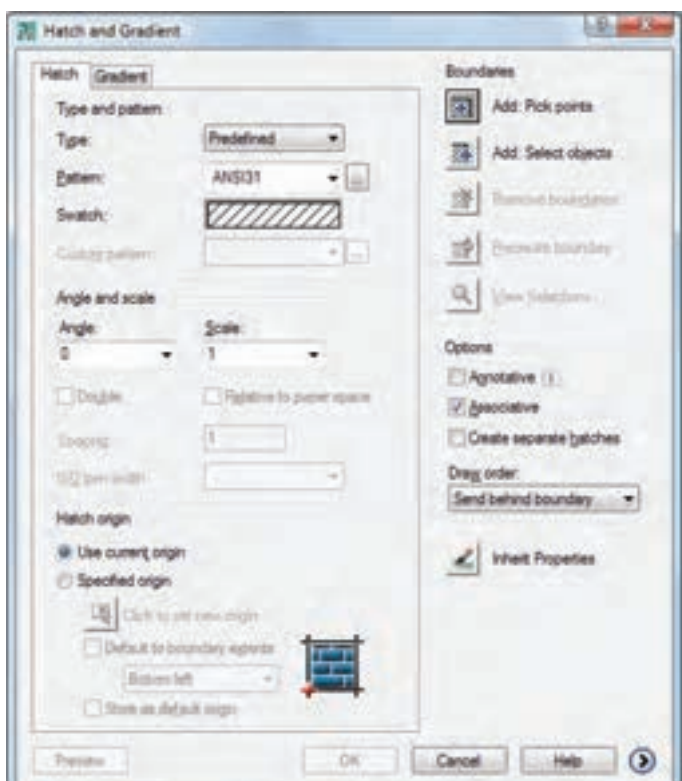 Hatch and Gradient
Hatch Gradient
Type and pattern
Type: Predefined
Pattern: ANSI31 ...
Swatch:
Custom pattern: ...
Angle and scale
Angle: Scale:
0 1
Double Relative to paper space
Spacing: 1
ISO pen width:
Hatch origin
Use current origin
Specified origin
Click to set new origin
Default to boundary extents
Bottom left
Store as default origin
Preview
Boundaries
Add: Pick points
Add: Select objects
Remove boundaries
Recreate boundary
View Selections
Options
Annotative
Associative
Create separate hatches
Draw order:
Send behind boundary
Inherit Properties
OK Cancel Help